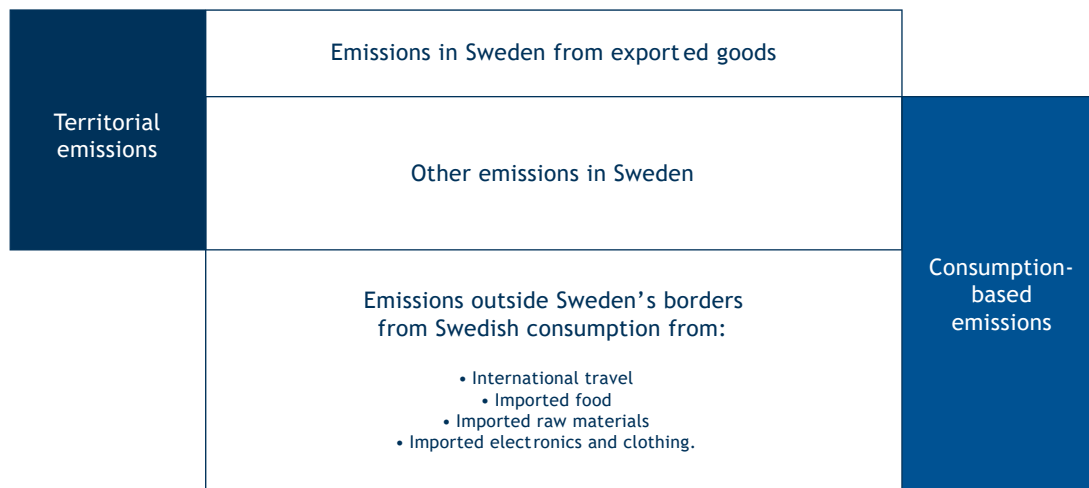 Emissions in Sweden from exported goods
Territorial
emissions
Other emissions in Sweden
Consumption-
based
emissions
Emissions outside Sweden’s borders
from Swedish consumption from:
• International travel
• Imported food
• Imported raw materials
• Imported electronics and clothing.